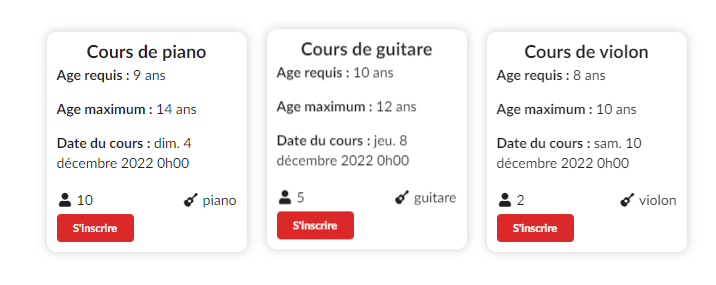 Cours de piano
Age requis : 9 ans
Age maximum : 14 ans
Date du cours : dim. 4
décembre 2022 0h00
10 piano
S'inscrire
Cours de guitare
Age requis : 10 ans
Age maximum : 12 ans
Date du cours : jeu. 8
décembre 2022 0h00
5 guitare
S'inscrire
Cours de violon
Age requis : 8 ans
Age maximum : 10 ans
Date du cours : sam. 10
décembre 2022 0h00
2 violon
S'inscrire